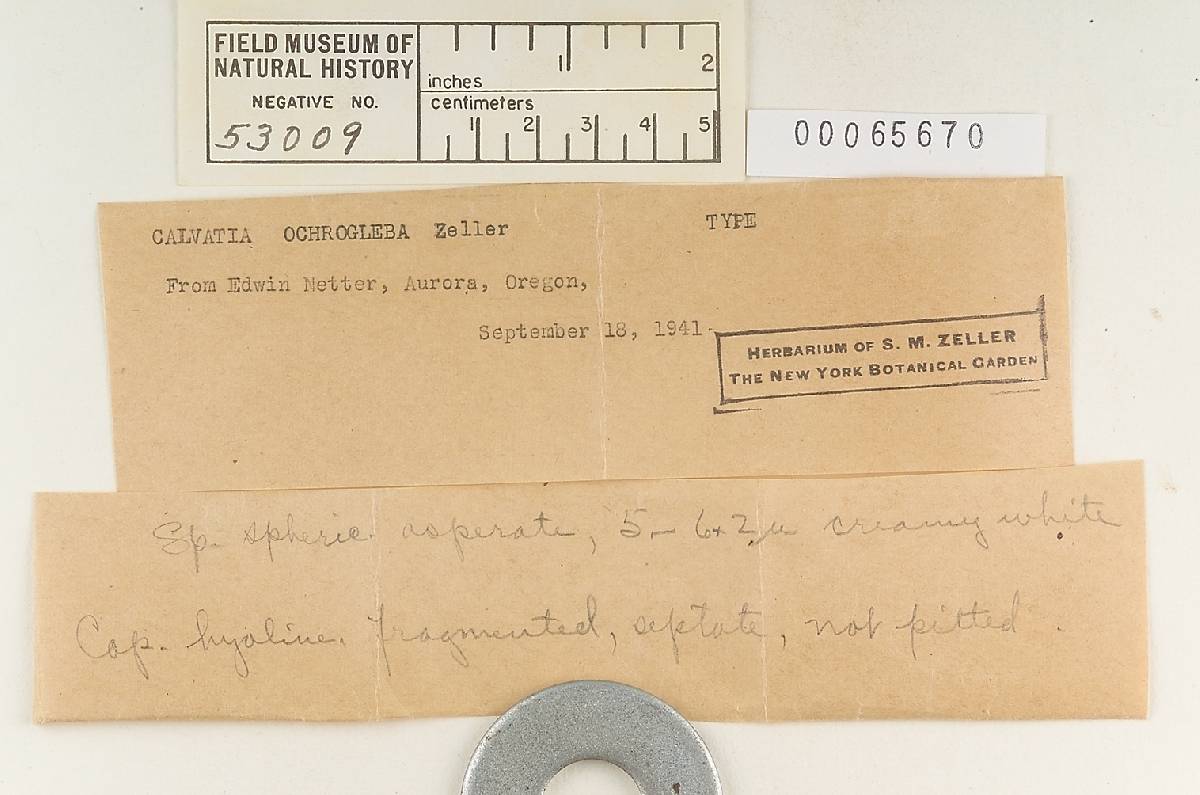 FIELD MUSEUM OF
NATURAL HISTORY
NEGATIVE NO.
53009
1 2
inches
centimeters
1 2 3 4 5
00065670
CALVATIA OCHROGLEBA Zeller TYPE
From Edwin Netter, Aurora, Oregon,
September 18, 1941.
HERBARIUM OF S. M. ZELLER
THE NEW YORK BOTANICAL GARDEN
Sp. spheric. asperate, 5-6.2µ creamy white
Cap. hyaline. fragmented, septate, not pitted.